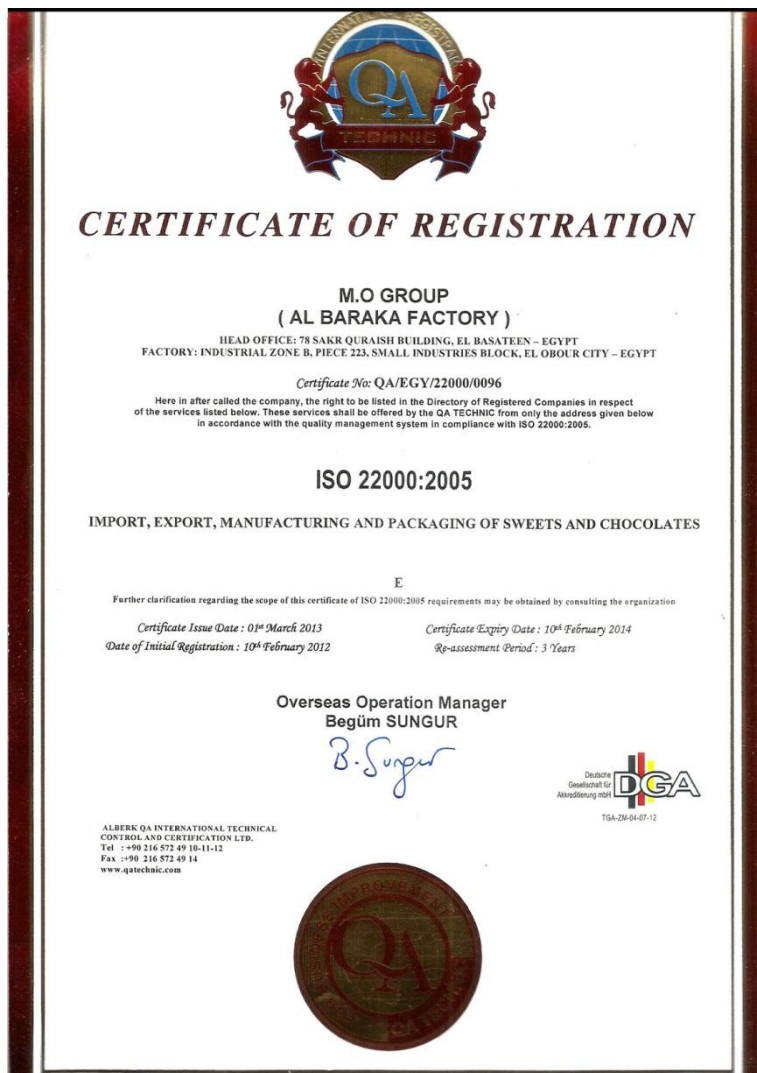 INTERNATIONAL REGISTRAR
QA
TECHNIC
CERTIFICATE OF REGISTRATION
M.O GROUP
( AL BARAKA FACTORY )
HEAD OFFICE: 78 SAKR QURAISH BUILDING, EL BASATEEN – EGYPT
FACTORY: INDUSTRIAL ZONE B, PIECE 223, SMALL INDUSTRIES BLOCK, EL OBOUR CITY – EGYPT
Certificate No: QA/EGY/22000/0096
Here in after called the company, the right to be listed in the Directory of Registered Companies in respect
of the services listed below. These services shall be offered by the QA TECHNIC from only the address given below
in accordance with the quality management system in compliance with ISO 22000:2005.
ISO 22000:2005
IMPORT, EXPORT, MANUFACTURING AND PACKAGING OF SWEETS AND CHOCOLATES
E
Further clarification regarding the scope of this certificate of ISO 22000:2005 requirements may be obtained by consulting the organization
Certificate Issue Date : 01st March 2013
Certificate Expiry Date : 10th February 2014
Date of Initial Registration : 10th February 2012
Re-assessment Period : 3 Years
Overseas Operation Manager
Begüm SUNGUR
B. Sungur
Deutsche
Gesellschaft für
Akkreditierung mbH
DGA
TGA-ZM-04-07-12
ALBERK QA INTERNATIONAL TECHNICAL
CONTROL AND CERTIFICATION LTD.
Tel : +90 216 572 49 10-11-12
Fax :+90 216 572 49 14
www.qatechnic.com
BUSINESS IMPROVEMENT
QA
QA TECHNIC